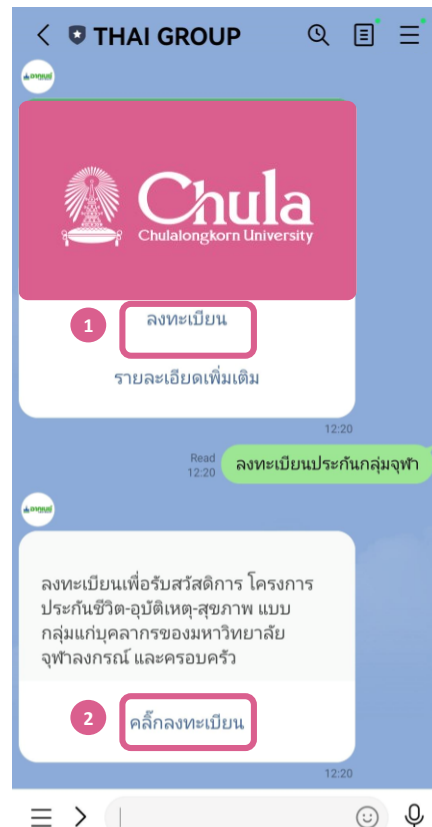 THAI GROUP
Chula
Chulalongkorn University
1
ลงทะเบียน
รายละเอียดเพิ่มเติม
12:20
Read
12:20
ลงทะเบียนประกันกลุ่มจุฬา
ลงทะเบียนเพื่อรับสวัสดิการ โครงการ
ประกันชีวิต-อุบัติเหตุ-สุขภาพ แบบ
กลุ่มแก่บุคลากรของมหาวิทยาลัย
จุฬาลงกรณ์ และครอบครัว
2
คลิ๊กลงทะเบียน
12:20